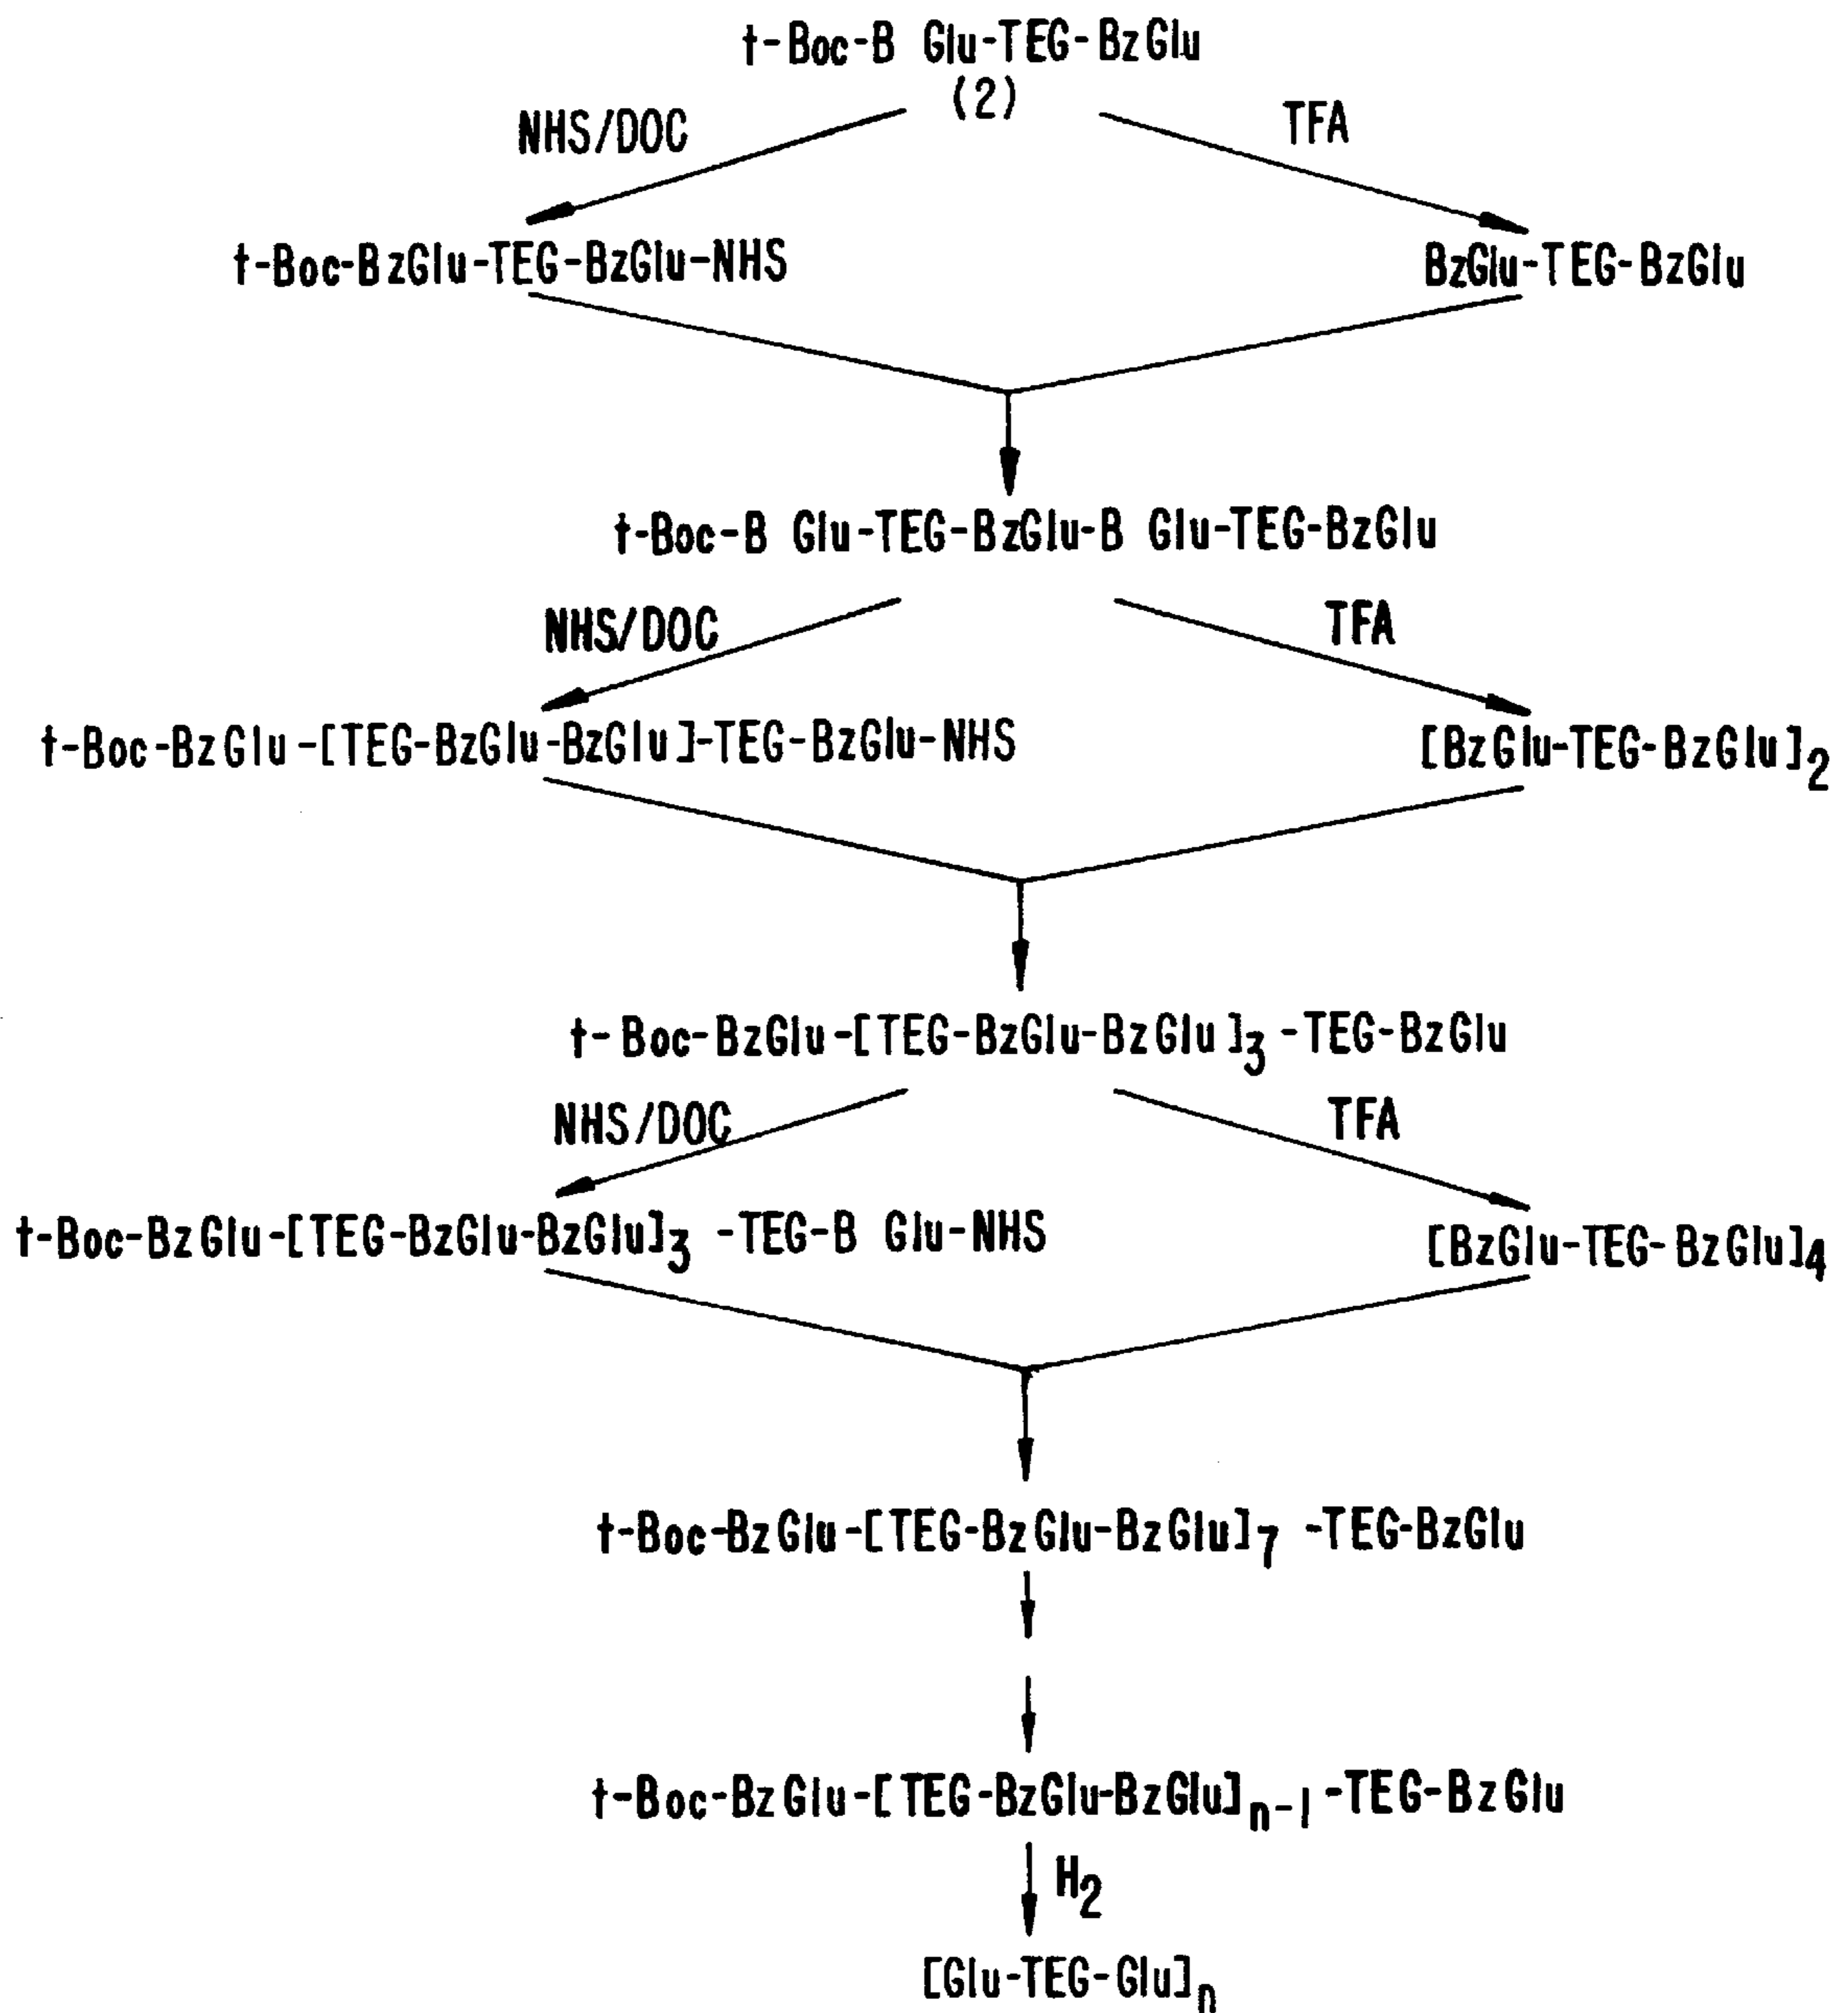 t-Boc-B Glu-TEG-BzGlu
(2)
NHS/DOC
TFA
t-Boc-BzGlu-TEG-BzGlu-NHS
BzGlu-TEG-BzGlu
t-Boc-B Glu-TEG-BzGlu-B Glu-TEG-BzGlu
NHS/DOC
TFA
t-Boc-BzGlu-[TEG-BzGlu-BzGlu]-TEG-BzGlu-NHS
[BzGlu-TEG-BzGlu]2
t-Boc-BzGlu-[TEG-BzGlu-BzGlu]3-TEG-BzGlu
NHS/DOC
TFA
t-Boc-BzGlu-[TEG-BzGlu-BzGlu]3 -TEG-B Glu-NHS
[BzGlu-TEG-BzGlu]4
t-Boc-BzGlu-[TEG-BzGlu-BzGlu]7 -TEG-BzGlu
t-Boc-BzGlu-[TEG-BzGlu-BzGlu]n-1-TEG-BzGlu
H2
[Glu-TEG-Glu]n